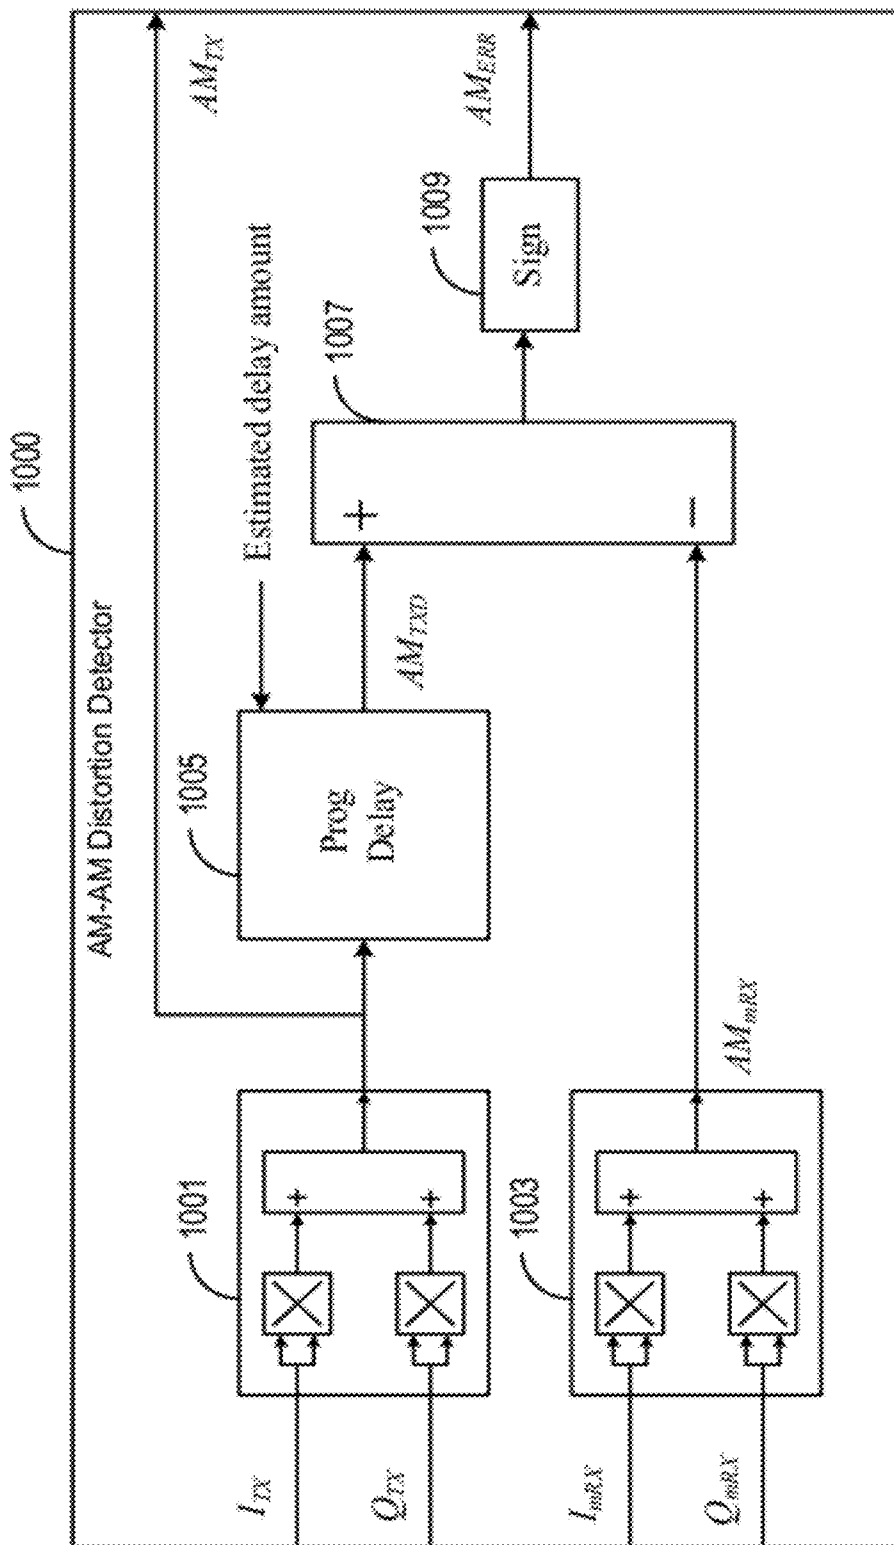 1000
AM-AM Distortion Detector
AM_TX
I_TX
Q_TX
1001
+
+
1005
Prog
Delay
Estimated delay amount
AM_TXD
1007
+
−
1009
Sign
AM_ERR
I_mRX
Q_mRX
1003
+
+
AM_mRX